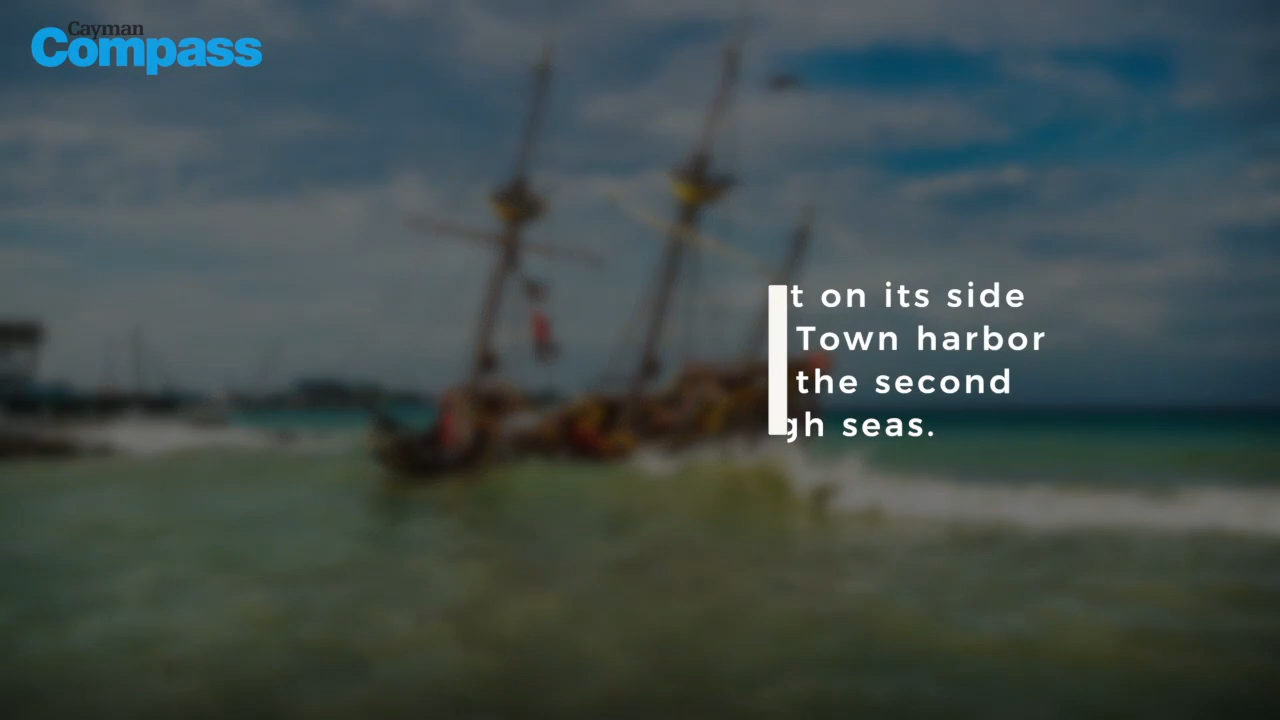 Cayman
Compass
t on its side
Town harbor
the second
gh seas.